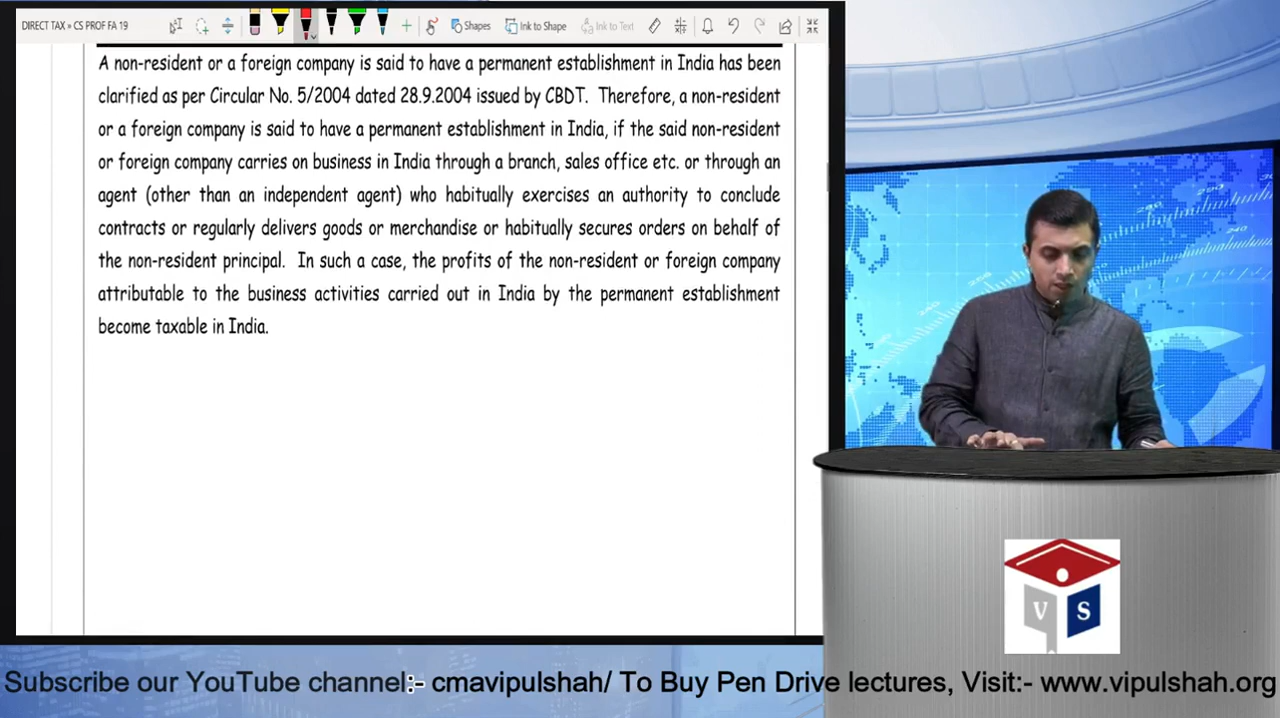 DIRECT TAX » CS PROF FA 19
Shapes
Ink to Shape
Ink to Text
A non-resident or a foreign company is said to have a permanent establishment in India has been
clarified as per Circular No. 5/2004 dated 28.9.2004 issued by CBDT. Therefore, a non-resident
or a foreign company is said to have a permanent establishment in India, if the said non-resident
or foreign company carries on business in India through a branch, sales office etc. or through an
agent (other than an independent agent) who habitually exercises an authority to conclude
contracts or regularly delivers goods or merchandise or habitually secures orders on behalf of
the non-resident principal. In such a case, the profits of the non-resident or foreign company
attributable to the business activities carried out in India by the permanent establishment
become taxable in India.
V S
Subscribe our YouTube channel:- cmavipulshah/ To Buy Pen Drive lectures, Visit:- www.vipulshah.org